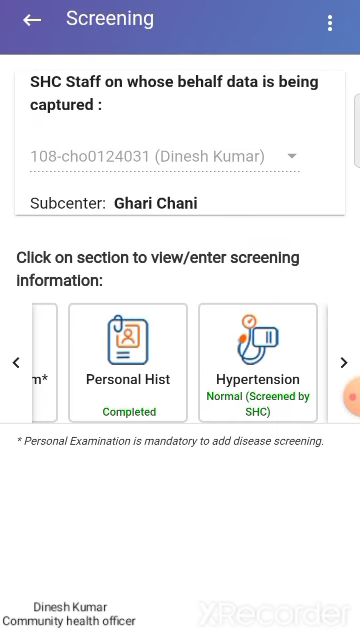 Screening
SHC Staff on whose behalf data is being
captured :
108-cho0124031 (Dinesh Kumar)
Subcenter: Ghari Chani
Click on section to view/enter screening
information:
m*
Personal Hist
Completed
Hypertension
Normal (Screened by
SHC)
* Personal Examination is mandatory to add disease screening.
Dinesh Kumar
Community health officer
XRecorder